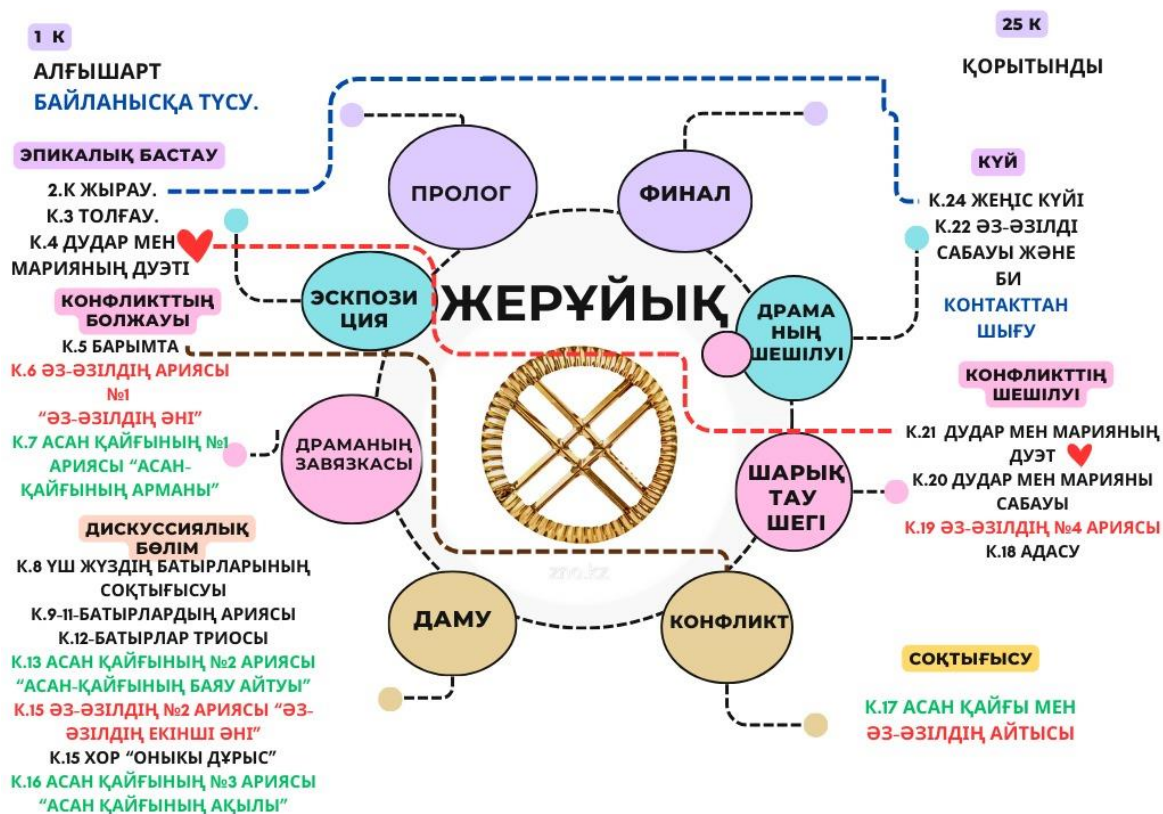 1 К
АЛҒЫШАРТ
БАЙЛАНЫСҚА ТҮСУ.
ЭПИКАЛЫҚ БАСТАУ
2.К ЖЫРАУ.
К.3 ТОЛҒАУ.
К.4 ДУДАР МЕН
МАРИЯНЫҢ ДУЭТІ
КОНФЛИКТТЫҢ
БОЛЖАУЫ
К.5 БАРЫМТА
К.6 ӘЗ-ӘЗІЛДІҢ АРИЯСЫ
№1
“ӘЗ-ӘЗІЛДІҢ ӘНІ”
К.7 АСАН ҚАЙҒЫНЫҢ №1
АРИЯСЫ “АСАН-
ҚАЙҒЫНЫҢ АРМАНЫ”
ДИСКУССИЯЛЫҚ
БӨЛІМ
К.8 ҮШ ЖҮЗДІҢ БАТЫРЛАРЫНЫҢ
СОҚТЫҒЫСУЫ
К.9-11-БАТЫРЛАРДЫҢ АРИЯСЫ
К.12-БАТЫРЛАР ТРИОСЫ
К.13 АСАН ҚАЙҒЫНЫҢ №2 АРИЯСЫ
“АСАН-ҚАЙҒЫНЫҢ БАЯУ АЙТУЫ”
К.15 ӘЗ-ӘЗІЛДІҢ №2 АРИЯСЫ “ӘЗ-
ӘЗІЛДІҢ ЕКІНШІ ӘНІ”
К.15 ХОР “ОНЫКЫ ДҰРЫС”
К.16 АСАН ҚАЙҒЫНЫҢ №3 АРИЯСЫ
“АСАН ҚАЙҒЫНЫҢ АҚЫЛЫ”
ПРОЛОГ
ФИНАЛ
ЭСКПОЗИ
ЦИЯ
ЖЕРҰЙЫҚ
ДРАМА
НЫҢ
ШЕШІЛУІ
ДРАМАНЫҢ
ЗАВЯЗКАСЫ
ШАРЫҚ
ТАУ
ШЕГІ
zno.kz
ДАМУ
КОНФЛИКТ
25 К
ҚОРЫТЫНДЫ
КҮЙ
К.24 ЖЕҢІС КҮЙІ
К.22 ӘЗ-ӘЗІЛДІ
САБАУЫ ЖӘНЕ
БИ
КОНТАКТТАН
ШЫҒУ
КОНФЛИКТТІҢ
ШЕШІЛУІ
К.21 ДУДАР МЕН МАРИЯНЫҢ
ДУЭТ
К.20 ДУДАР МЕН МАРИЯНЫ
САБАУЫ
К.19 ӘЗ-ӘЗІЛДІҢ №4 АРИЯСЫ
К.18 АДАСУ
СОҚТЫҒЫСУ
К.17 АСАН ҚАЙҒЫ МЕН
ӘЗ-ӘЗІЛДІҢ АЙТЫСЫ